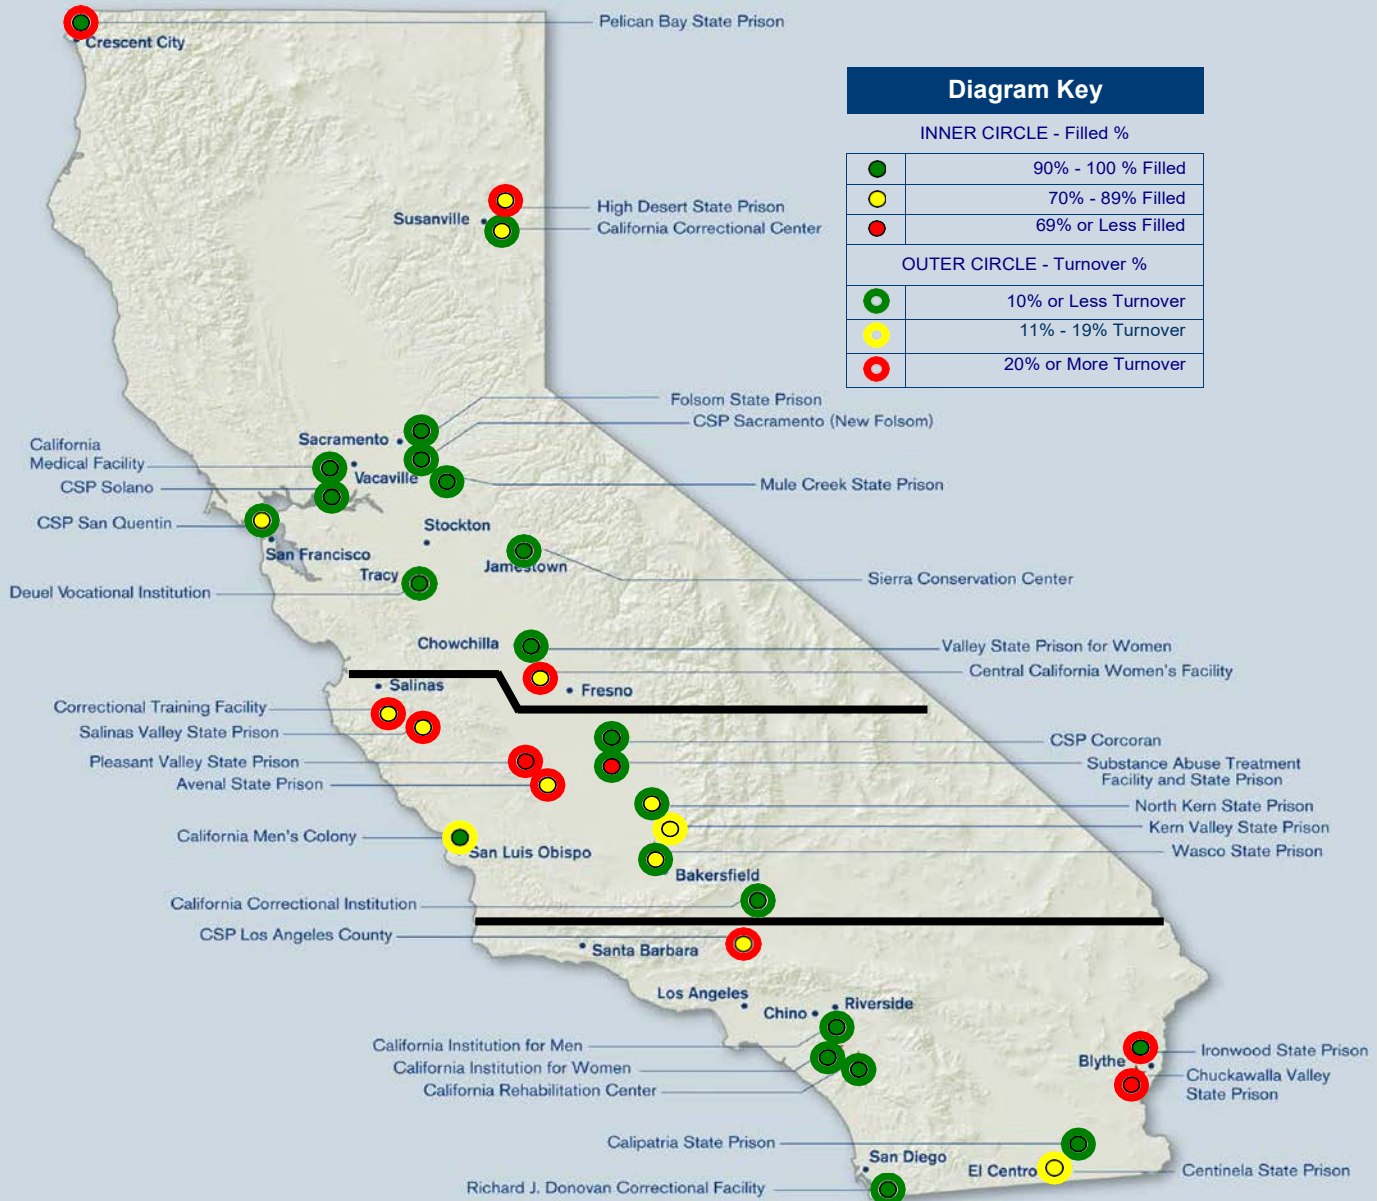 Pelican Bay State Prison
Crescent City
Diagram Key
INNER CIRCLE - Filled %
90% - 100 % Filled
70% - 89% Filled
69% or Less Filled
OUTER CIRCLE - Turnover %
10% or Less Turnover
11% - 19% Turnover
20% or More Turnover
High Desert State Prison
Susanville
California Correctional Center
Folsom State Prison
CSP Sacramento (New Folsom)
Sacramento
California
Medical Facility
Vacaville
CSP Solano
Mule Creek State Prison
CSP San Quentin
Stockton
San Francisco
Jamestown
Tracy
Sierra Conservation Center
Deuel Vocational Institution
Chowchilla
Valley State Prison for Women
Central California Women's Facility
Salinas
Fresno
Correctional Training Facility
Salinas Valley State Prison
CSP Corcoran
Pleasant Valley State Prison
Substance Abuse Treatment
Facility and State Prison
Avenal State Prison
North Kern State Prison
Kern Valley State Prison
California Men's Colony
San Luis Obispo
Wasco State Prison
Bakersfield
California Correctional Institution
CSP Los Angeles County
Santa Barbara
Los Angeles
Riverside
Chino
California Institution for Men
Ironwood State Prison
Blythe
California Institution for Women
Chuckawalla Valley
State Prison
California Rehabilitation Center
Calipatria State Prison
San Diego
El Centro
Centinela State Prison
Richard J. Donovan Correctional Facility